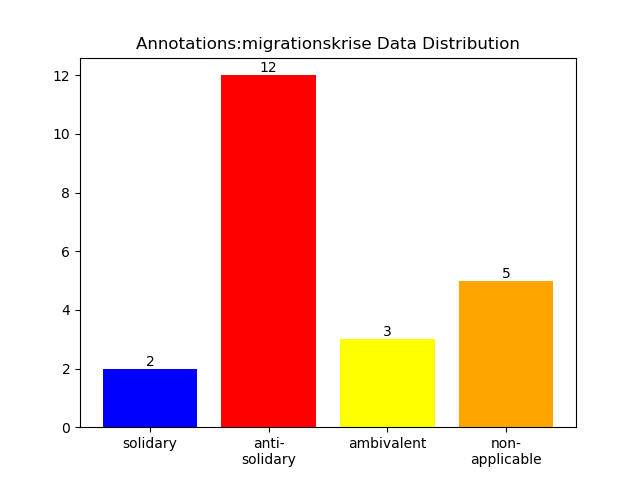 Annotations:migrationskrise Data Distribution
12
10
8
6
4
2
0
2
12
3
5
solidary
anti-
solidary
ambivalent
non-
applicable